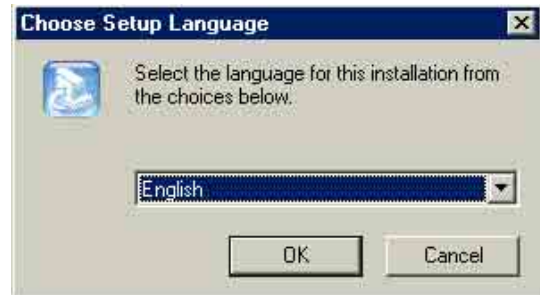 Choose Setup Language
Select the language for this installation from
the choices below.
English
OK
Cancel